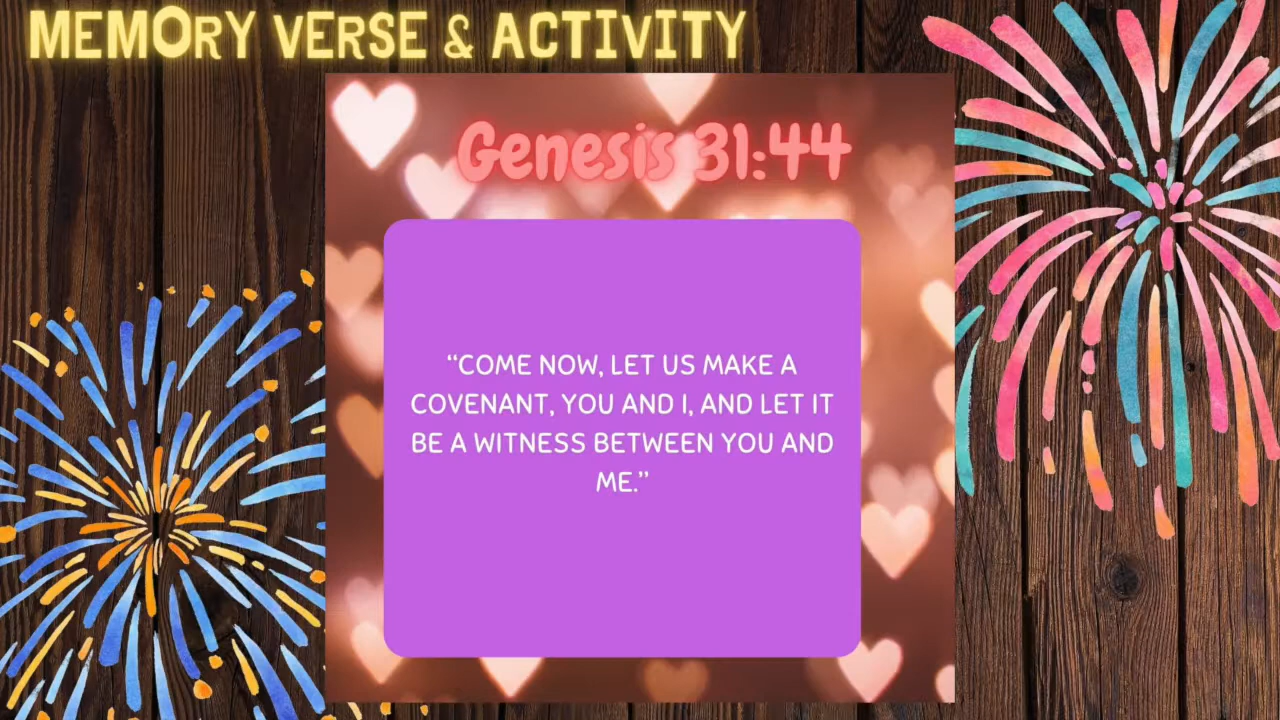 MEMORY VERSE & ACTIVITY
Genesis 31:44
“COME NOW, LET US MAKE A
COVENANT, YOU AND I, AND LET IT
BE A WITNESS BETWEEN YOU AND
ME.”